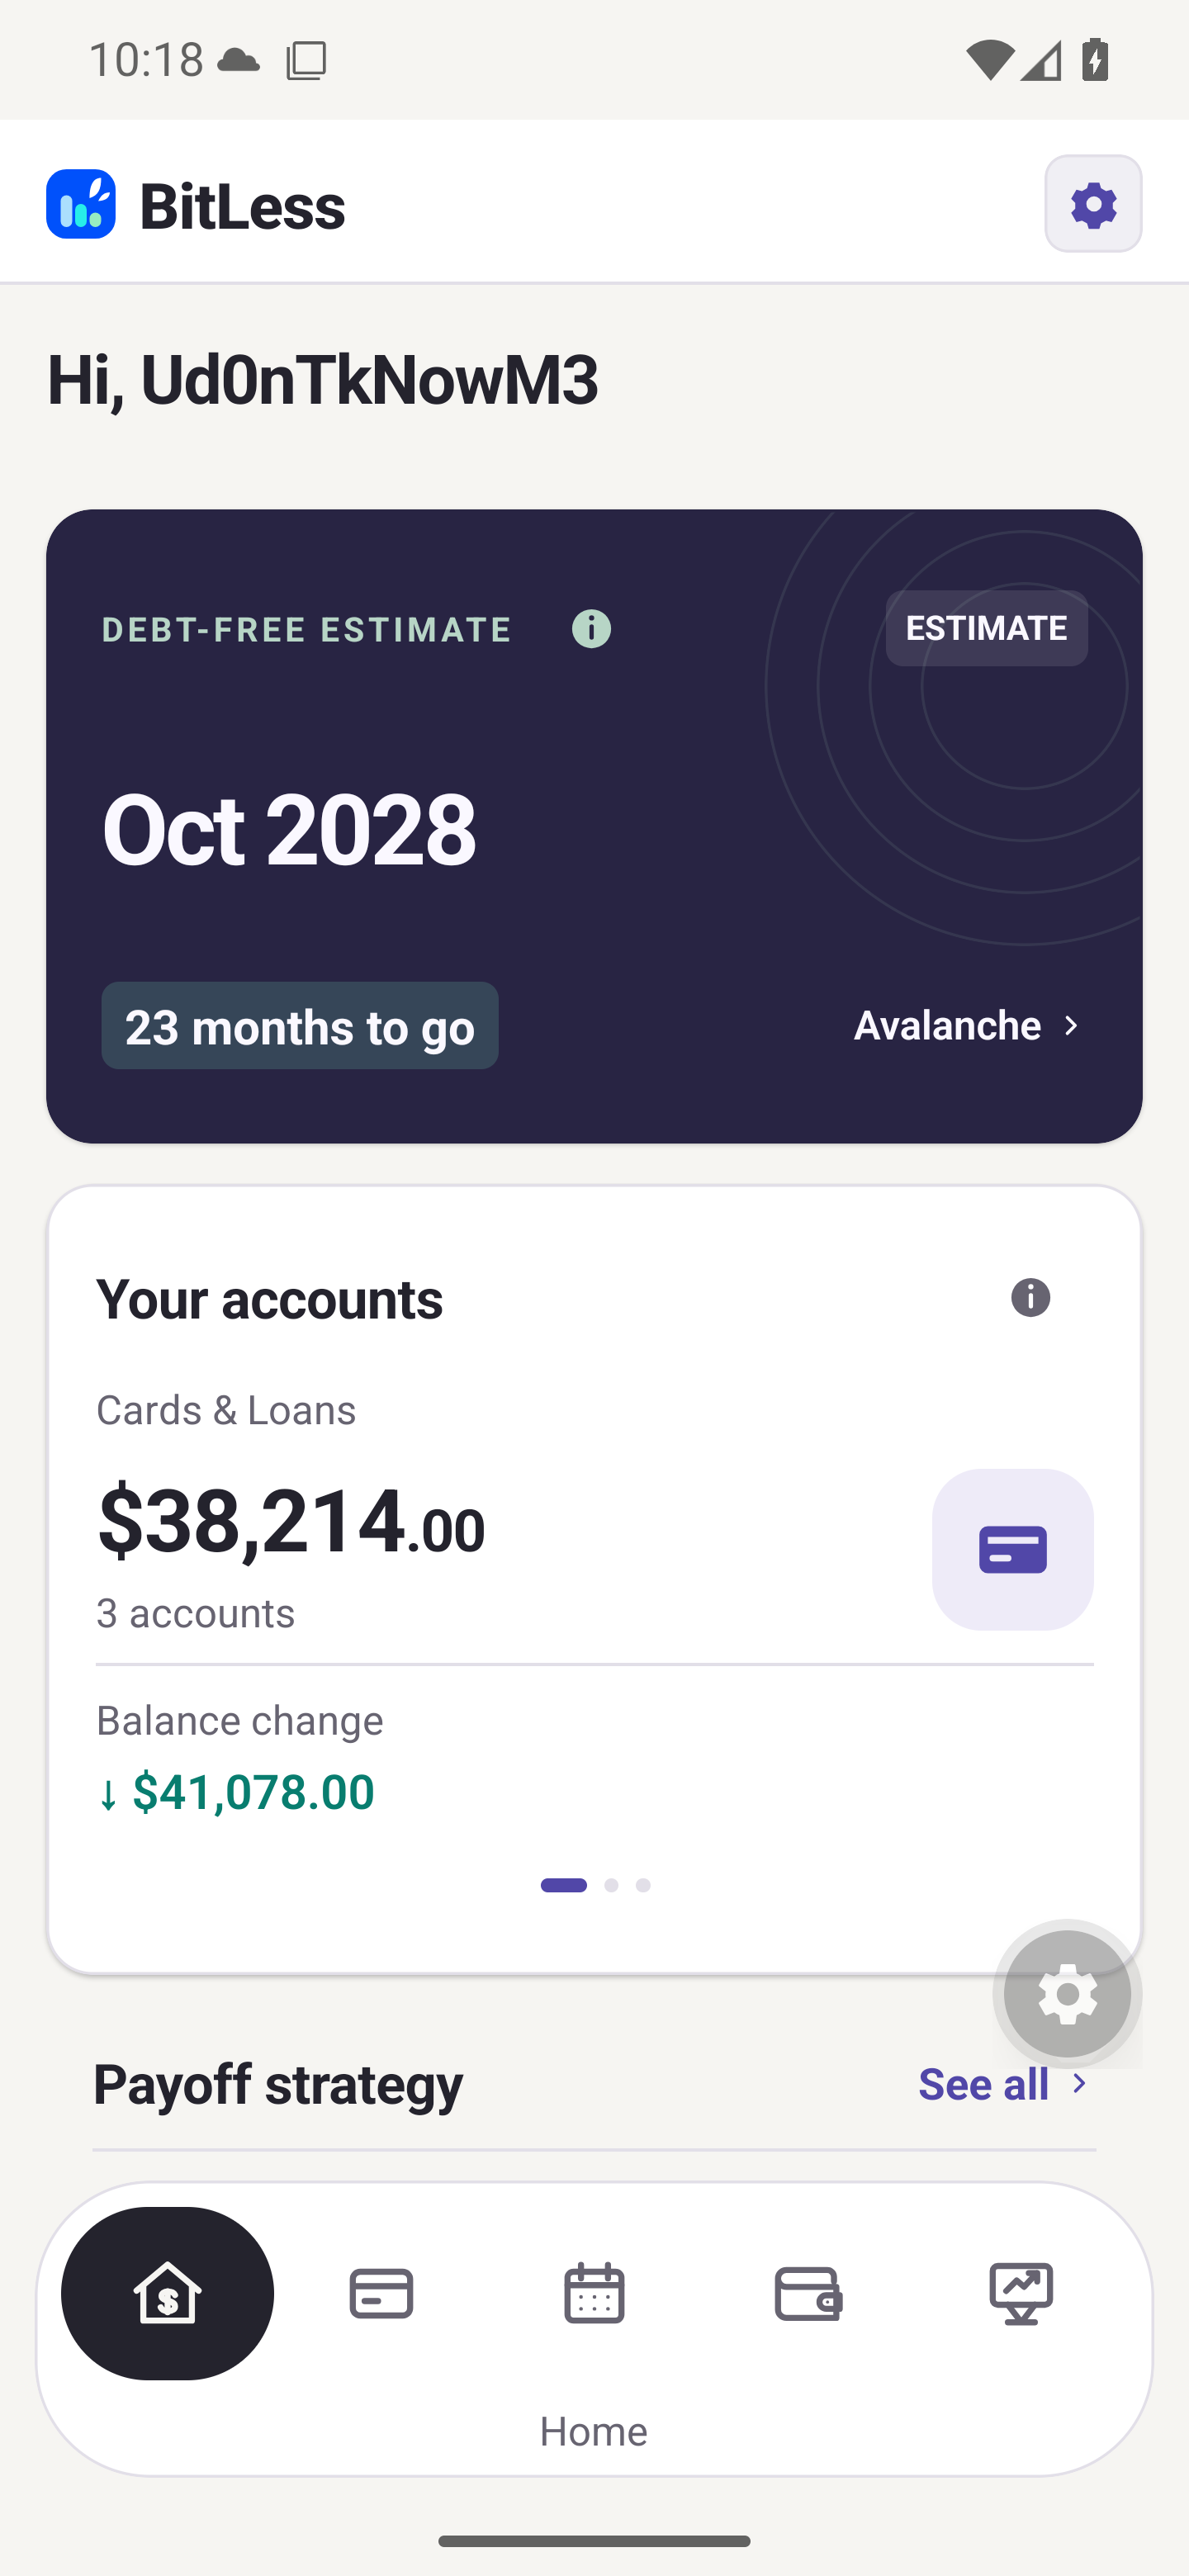 10:18
BitLess
Hi, Ud0nTkNowM3
DEBT-FREE ESTIMATE
ESTIMATE
Oct 2028
23 months to go
Avalanche
Your accounts
Cards & Loans
$38,214.00
3 accounts
Balance change
↓ $41,078.00
Payoff strategy
See all
Home